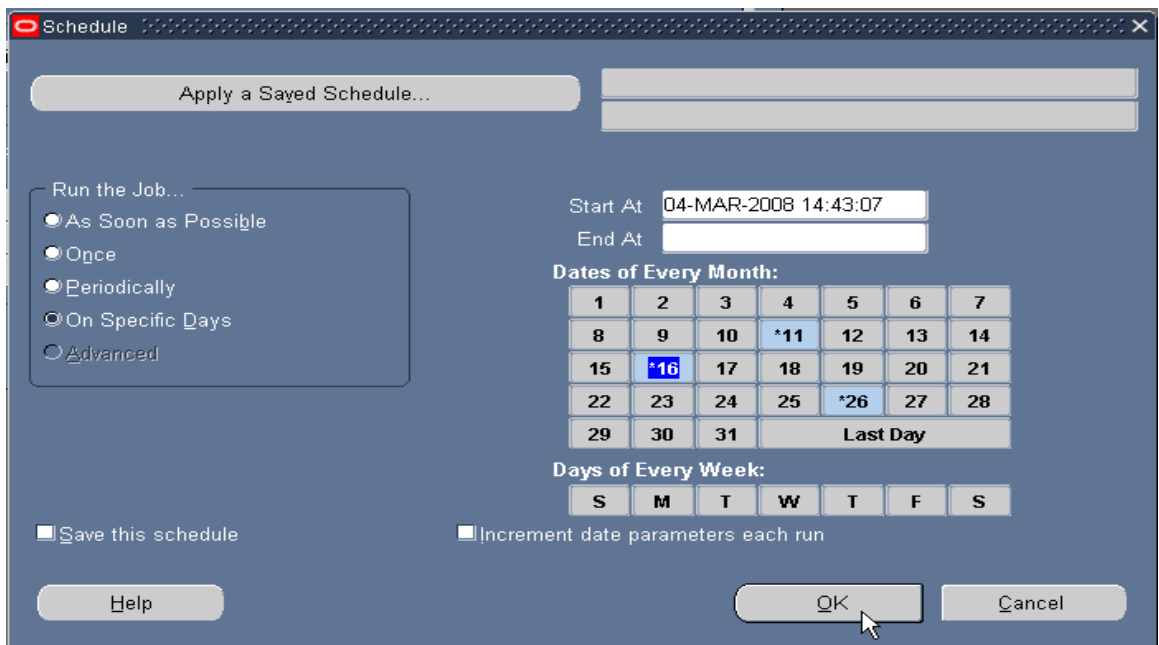 Schedule
Apply a Saved Schedule...
Run the Job...
As Soon as Possible
Once
Periodically
On Specific Days
Advanced
Start At 04-MAR-2008 14:43:07
End At
Dates of Every Month:
1 2 3 4 5 6 7
8 9 10 *11 12 13 14
15 *16 17 18 19 20 21
22 23 24 25 *26 27 28
29 30 31 Last Day
Days of Every Week:
S M T W T F S
Save this schedule
Increment date parameters each run
Help
OK
Cancel